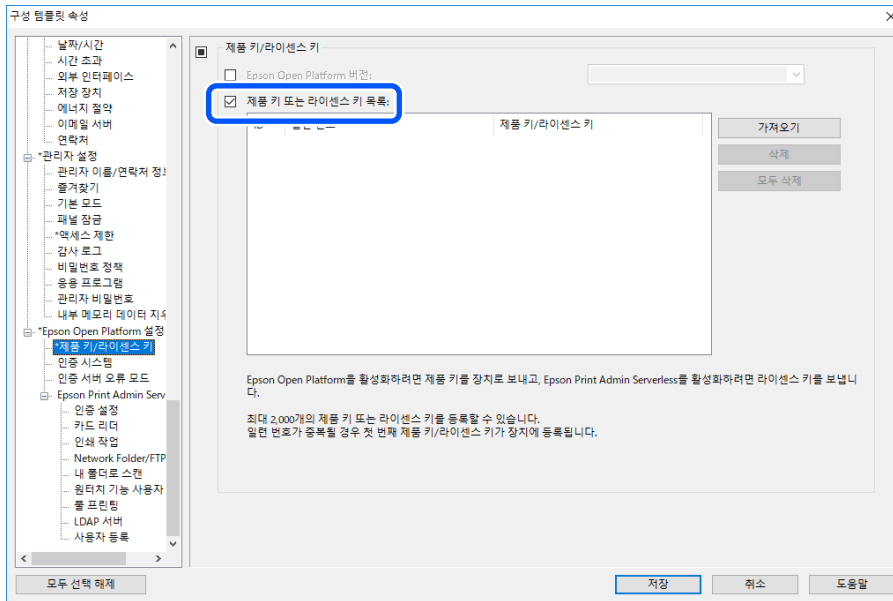 구성 템플릿 속성
날짜/시간
시간 초과
외부 인터페이스
저장 장치
에너지 절약
이메일 서버
연락처
*관리자 설정
관리자 이름/연락처 정
즐겨찾기
기본 모드
패널 잠금
*액세스 제한
감사 로그
비밀번호 정책
응용 프로그램
관리자 비밀번호
내부 메모리 데이터 지우
*Epson Open Platform 설정
*제품 키/라이센스 키
인증 시스템
인증 서버 오류 모드
Epson Print Admin Serv
인증 설정
카드 리더
인쇄 작업
Network Folder/FTP
내 폴더로 스캔
원터치 기능 사용자
풀 프린팅
LDAP 서버
사용자 등록
제품 키/라이센스 키
Epson Open Platform 버전:
제품 키 또는 라이센스 키 목록:
제품 키/라이센스 키
가져오기
삭제
모두 삭제
Epson Open Platform를 활성화하려면 제품 키를 장치로 보내고, Epson Print Admin Serverless를 활성화하려면 라이센스 키를 보냅니
다.
최대 2,000개의 제품 키 또는 라이센스 키를 등록할 수 있습니다.
일련 번호가 중복될 경우 첫 번째 제품 키/라이센스 키가 장치에 등록됩니다.
모두 선택 해제
저장
취소
도움말